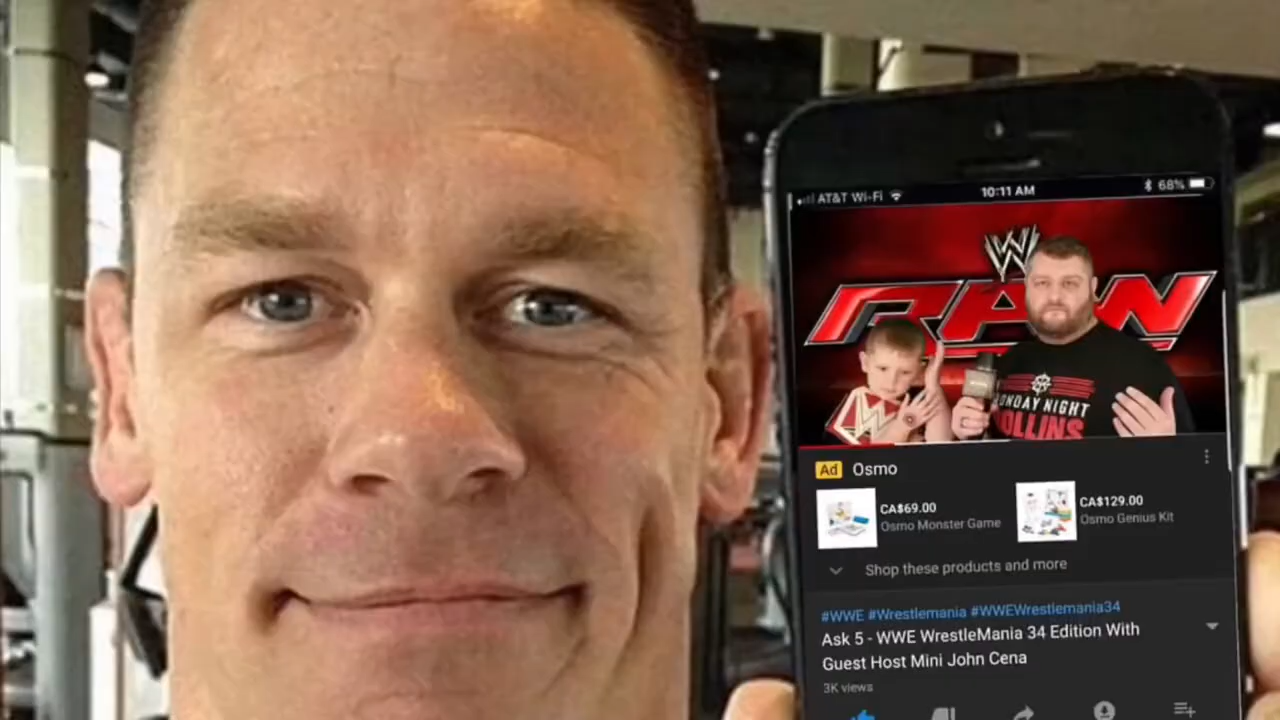 AT&T Wi-Fi
10:11 AM
68%
W
RAW
W
ONDAY NIGHT
ROLLINS
Ad Osmo
CA$69.00
Osmo Monster Game
CA$129.00
Osmo Genius Kit
Shop these products and more
#WWE #Wrestlemania #WWEWrestlemania34
Ask 5 - WWE WrestleMania 34 Edition With
Guest Host Mini John Cena
3K views